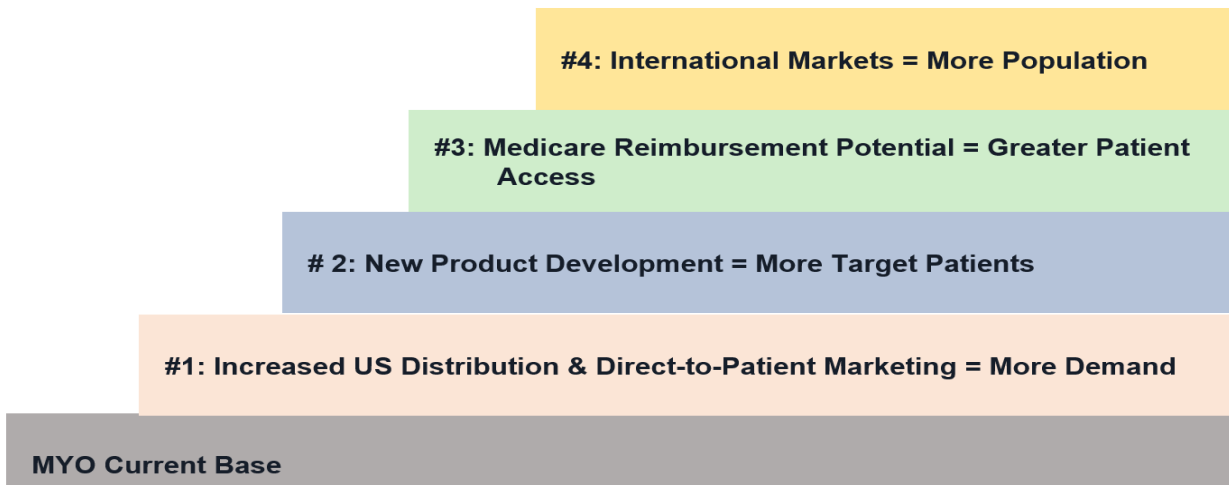 #4: International Markets = More Population
#3: Medicare Reimbursement Potential = Greater Patient
Access
# 2: New Product Development = More Target Patients
#1: Increased US Distribution & Direct-to-Patient Marketing = More Demand
MYO Current Base